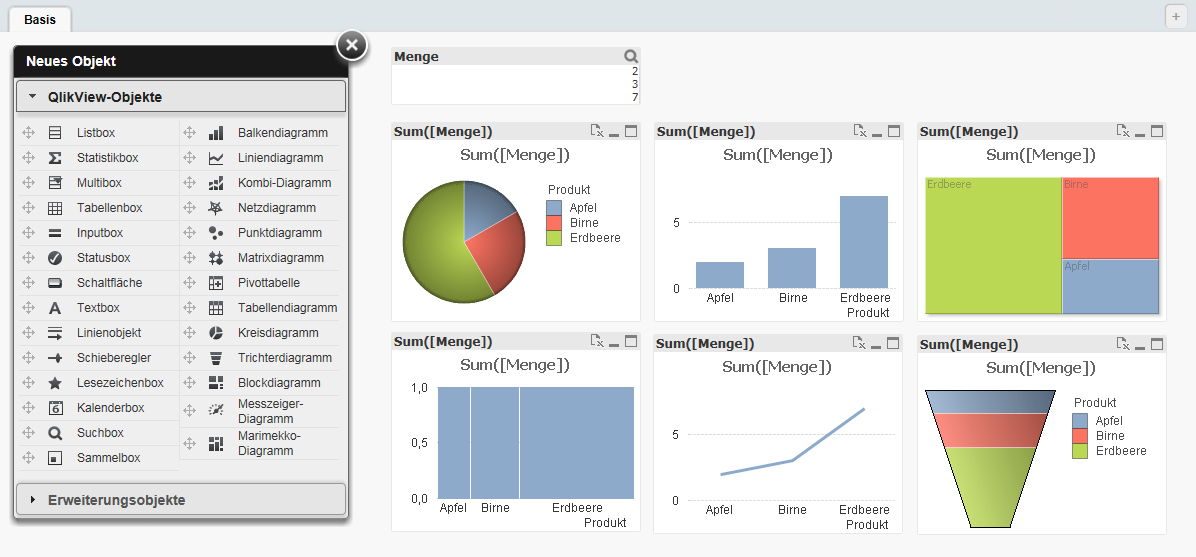 Basis
+
Neues Objekt
QlikView-Objekte
Listbox
Statistikbox
Multibox
Tabellenbox
Inputbox
Statusbox
Schaltfläche
Textbox
Linienobjekt
Schieberegler
Lesezeichenbox
Kalenderbox
Suchbox
Sammelbox
Balkendiagramm
Liniendiagramm
Kombi-Diagramm
Netzdiagramm
Punktdiagramm
Matrixdiagramm
Pivottabelle
Tabellendiagramm
Kreisdiagramm
Trichterdiagramm
Blockdiagramm
Messzeiger-
Diagramm
Marimekko-
Diagramm
Erweiterungsobjekte
Menge
2
3
7
Sum([Menge])
Sum([Menge])
Produkt
Apfel
Birne
Erdbeere
Sum([Menge])
Sum([Menge])
5
0
Apfel Birne Erdbeere
Produkt
Sum([Menge])
Sum([Menge])
Erdbeere
Birne
Apfel
Sum([Menge])
Sum([Menge])
1,0
0,5
0,0
Apfel Birne Erdbeere
Produkt
Sum([Menge])
Sum([Menge])
5
0
Apfel Birne Erdbeere
Produkt
Sum([Menge])
Sum([Menge])
Produkt
Apfel
Birne
Erdbeere